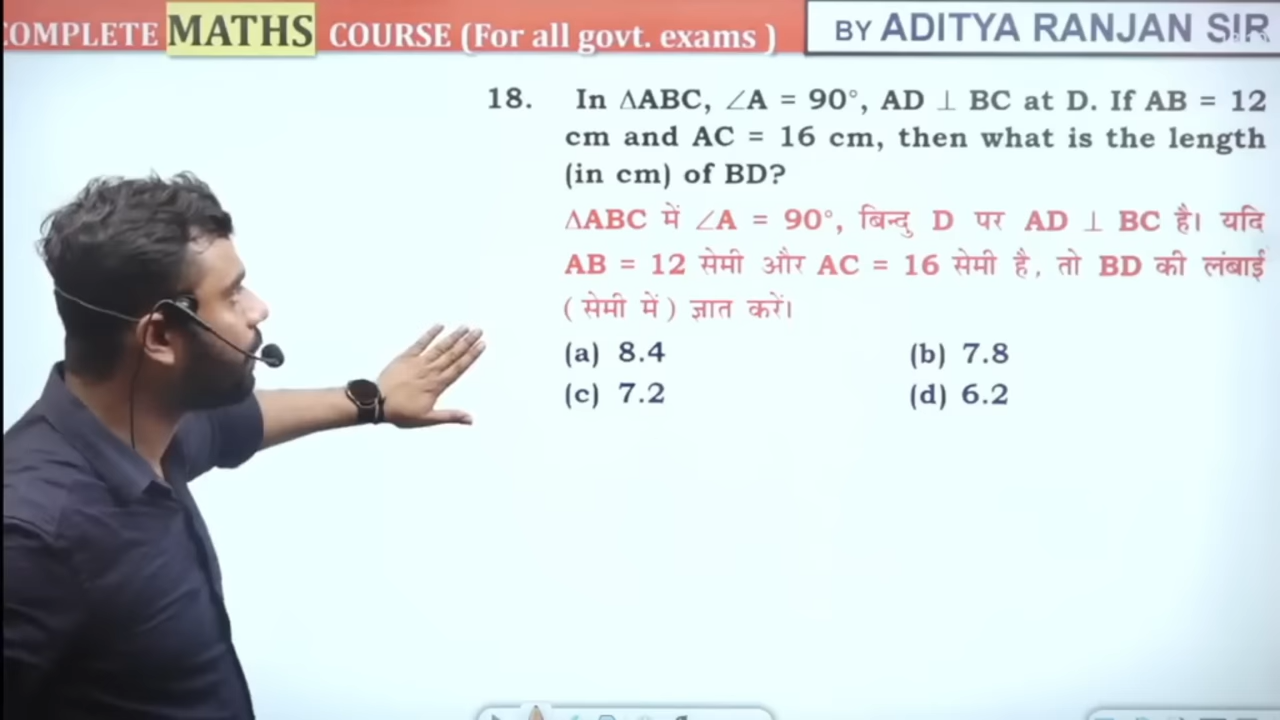 COMPLETE MATHS COURSE (For all govt. exams )
BY ADITYA RANJAN SIR
18. In ΔABC, ∠A = 90°, AD ⊥ BC at D. If AB = 12
cm and AC = 16 cm, then what is the length
(in cm) of BD?
ΔABC में ∠A = 90°, बिन्दु D पर AD ⊥ BC है। यदि
AB = 12 सेमी और AC = 16 सेमी है, तो BD की लंबाई
( सेमी में ) ज्ञात करें।
(a) 8.4 (b) 7.8
(c) 7.2 (d) 6.2